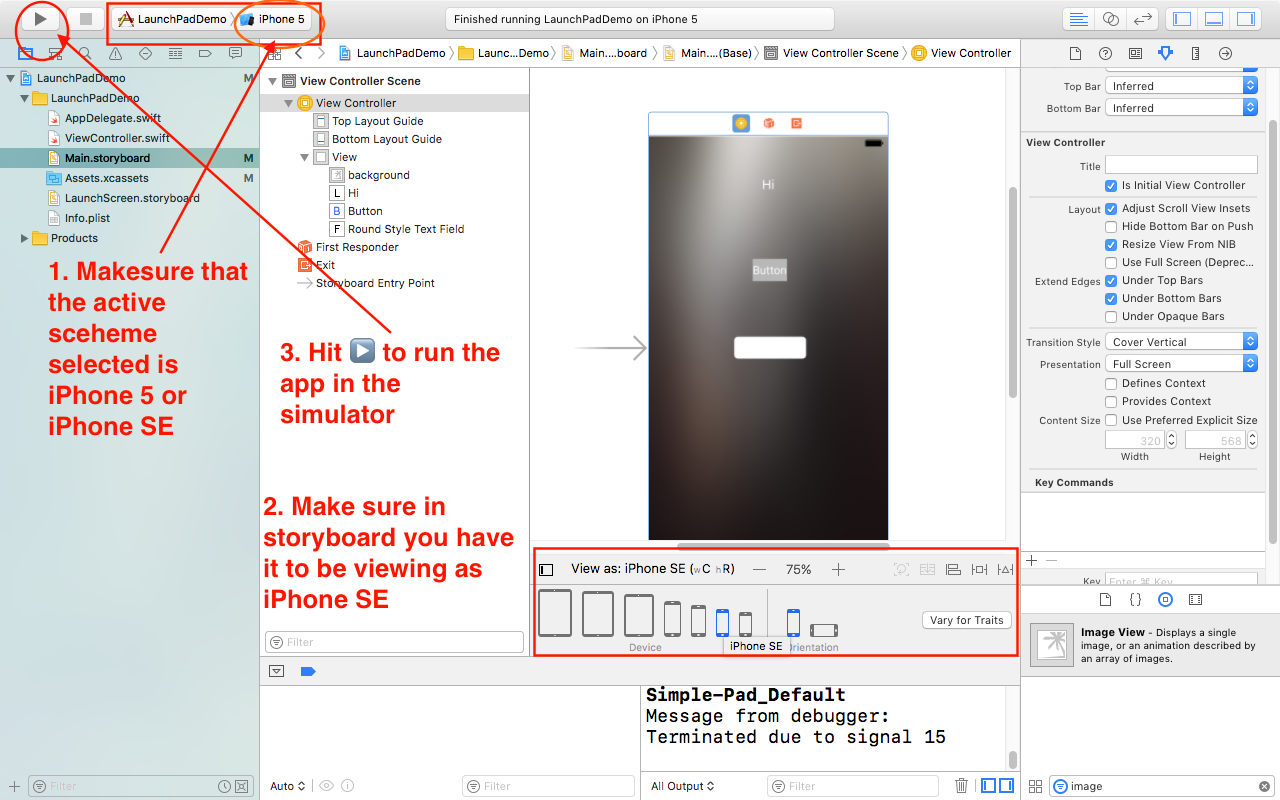 LaunchPadDemo
iPhone 5
Finished running LaunchPadDemo on iPhone 5
LaunchPadDemo
Launc...Demo
Main....board
Main....(Base)
View Controller Scene
View Controller
LaunchPadDemo M
LaunchPadDemo
AppDelegate.swift
ViewController.swift
Main.storyboard M
Assets.xcassets M
LaunchScreen.storyboard
Info.plist
Products
1. Makesure that
the active
sceheme
selected is
iPhone 5 or
iPhone SE
Filter
View Controller Scene
View Controller
Top Layout Guide
Bottom Layout Guide
View
background
L Hi
B Button
F Round Style Text Field
First Responder
Exit
Storyboard Entry Point
3. Hit ▶️ to run the
app in the
simulator
2. Make sure in
storyboard you have
it to be viewing as
iPhone SE
Filter
Hi
Button
View as: iPhone SE (wC hR) — 75% +
Vary for Traits
Device
iPhone SE
Orientation
Auto
Filter
Simple-Pad_Default
Message from debugger:
Terminated due to signal 15
All Output
Filter
Top Bar Inferred
Bottom Bar Inferred
View Controller
Title
Is Initial View Controller
Layout Adjust Scroll View Insets
Hide Bottom Bar on Push
Resize View From NIB
Use Full Screen (Deprec...
Extend Edges Under Top Bars
Under Bottom Bars
Under Opaque Bars
Transition Style Cover Vertical
Presentation Full Screen
Defines Context
Provides Context
Content Size Use Preferred Explicit Size
320 568
Width Height
Key Commands
Key Enter ⌘ Key
{}
Image View - Displays a single
image, or an animation described by
an array of images.
image